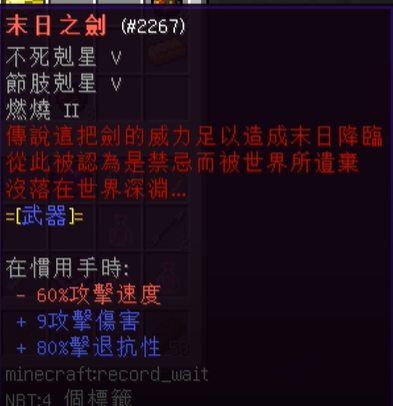 末日之劍 (#2267)
不死剋星 V
節肢剋星 V
燃燒 II
傳說這把劍的威力足以造成末日降臨
從此被認為是禁忌而被世界所遺棄
沒落在世界深淵...
=[武器]=
在慣用手時:
- 60%攻擊速度
+ 9攻擊傷害
+ 80%擊退抗性
minecraft:record_wait
NBT:4 個標籤